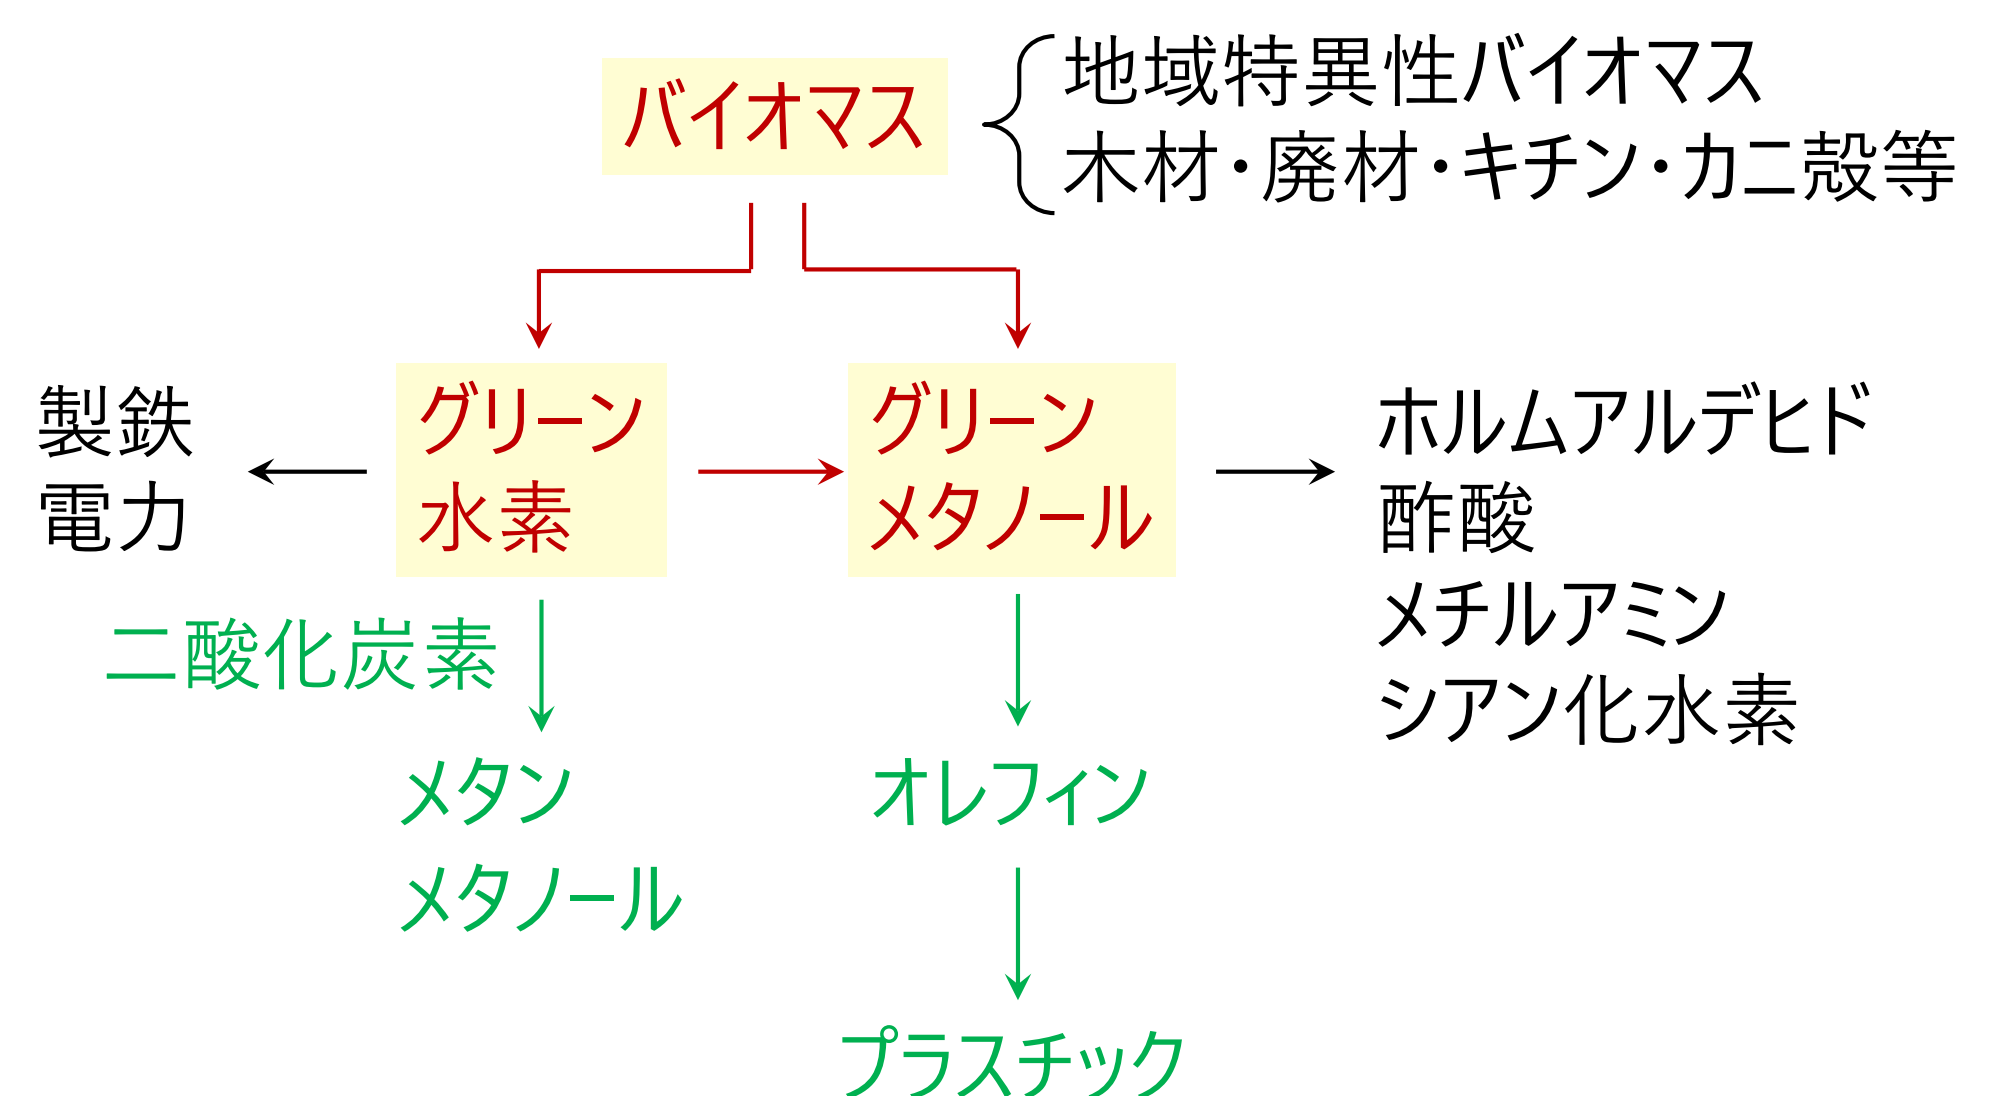 バイオマス
地域特異性バイオマス
木材・廃材・キチン・カニ殻等
製鉄
電力
グリーン
水素
グリーン
メタノール
ホルムアルデヒド
酢酸
メチルアミン
シアン化水素
二酸化炭素
メタン
メタノール
オレフィン
プラスチック